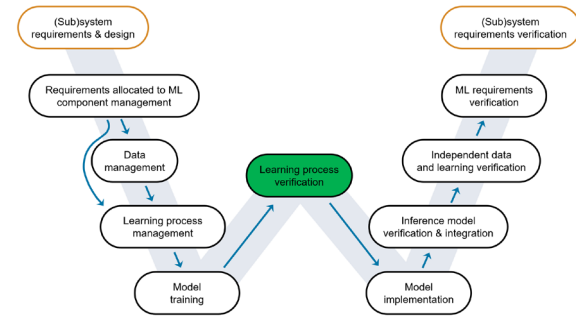 (Sub)system
requirements & design
(Sub)system
requirements verification
Requirements allocated to ML
component management
ML requirements
verification
Data
management
Learning process
verification
Independent data
and learning verification
Learning process
management
Inference model
verification & integration
Model
training
Model
implementation